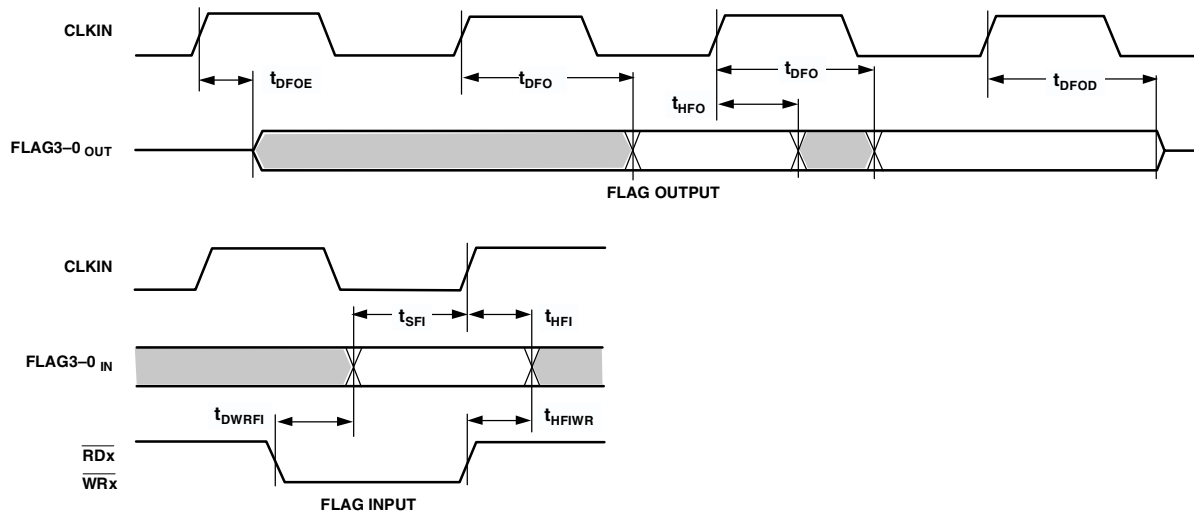 CLKIN
tDFOE
tDFO
tDFO
tHFO
tDFOD
FLAG3–0 OUT
FLAG OUTPUT
CLKIN
tSFI
tHFI
FLAG3–0 IN
tDWRFI
tHFIWR
RDx
WRx
FLAG INPUT